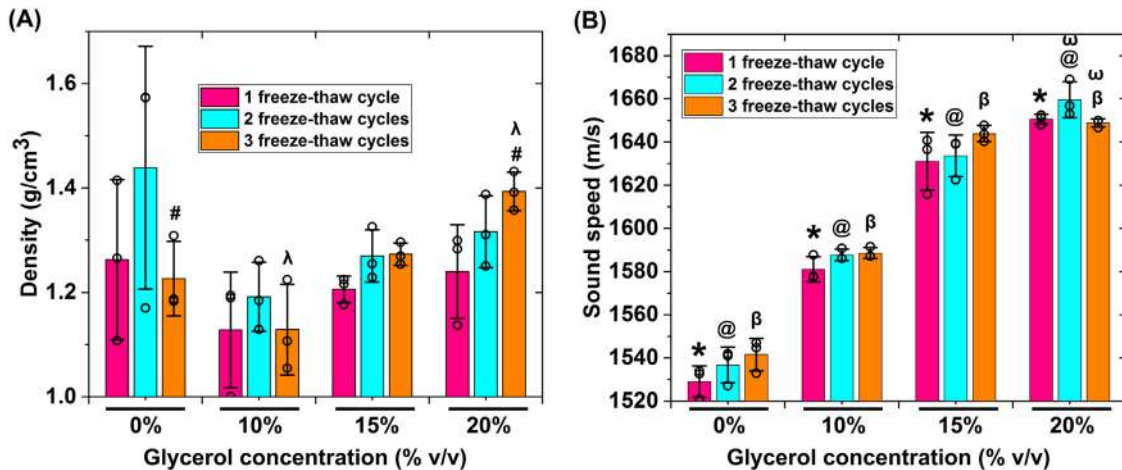 (A)
1.6
1.4
1.2
1.0
Density (g/cm³)
1 freeze-thaw cycle
2 freeze-thaw cycles
3 freeze-thaw cycles
#
λ
λ
#
0% 10% 15% 20%
Glycerol concentration (% v/v)
(B)
1680
1660
1640
1620
1600
1580
1560
1540
1520
Sound speed (m/s)
1 freeze-thaw cycle
2 freeze-thaw cycles
3 freeze-thaw cycles
* @ β
* @ β
* @ β
ω
@ ω
* β
0% 10% 15% 20%
Glycerol concentration (% v/v)